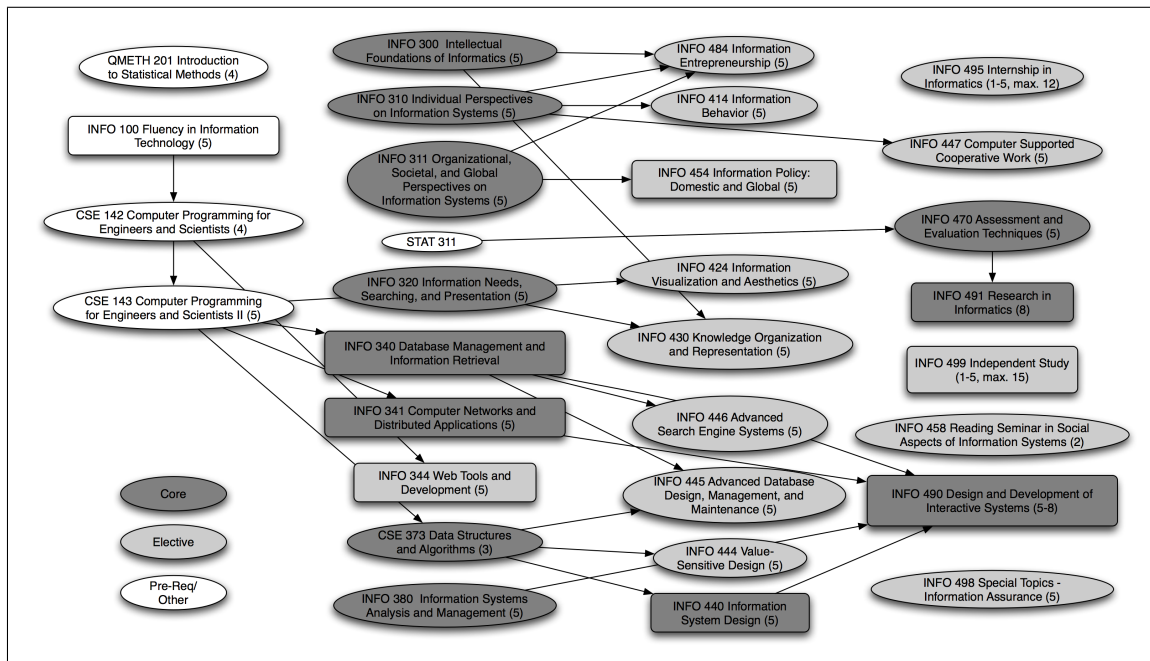 QMETH 201 Introduction
to Statistical Methods (4)
INFO 100 Fluency in Information
Technology (5)
CSE 142 Computer Programming for
Engineers and Scientists (4)
CSE 143 Computer Programming
for Engineers and Scientists II (5)
Core
Elective
Pre-Req/
Other
INFO 300 Intellectual
Foundations of Informatics
(5)
INFO 310 Individual Perspectives
on Information Systems
(5)
INFO 311 Organizational,
Societal, and Global
Perspectives on
Information Systems
(5)
STAT 311
INFO 320 Information Needs,
Searching, and Presentation
(5)
INFO 340 Database Management and
Information Retrieval
INFO 341 Computer Networks and
Distributed Applications
(5)
INFO 344 Web Tools and
Development (5)
CSE 373 Data Structures
and Algorithms (3)
INFO 380 Information Systems
Analysis and Management (5)
INFO 484 Information
Entrepreneurship
(5)
INFO 414 Information
Behavior (5)
INFO 454 Information Policy:
Domestic and Global (5)
INFO 424 Information
Visualization and Aesthetics (5)
INFO 430 Knowledge Organization
and Representation (5)
INFO 446 Advanced
Search Engine Systems (5)
INFO 445 Advanced Database
Design, Management, and
Maintenance (5)
INFO 444 Value-
Sensitive Design (5)
INFO 440 Information
System Design (5)
INFO 495 Internship in
Informatics (1-5, max. 12)
INFO 447 Computer Supported
Cooperative Work (5)
INFO 470 Assessment and
Evaluation Techniques
(5)
INFO 491 Research in
Informatics (8)
INFO 499 Independent Study
(1-5, max. 15)
INFO 458 Reading Seminar in Social
Aspects of Information Systems (2)
INFO 490 Design and Development of
Interactive Systems (5-8)
INFO 498 Special Topics -
Information Assurance (5)